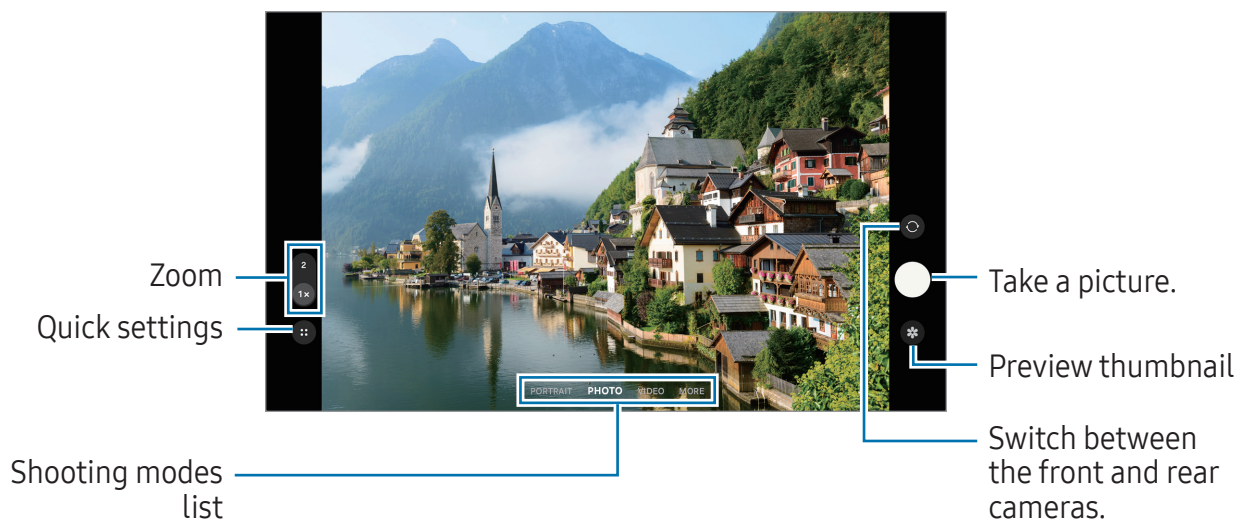 2
1×
Zoom
Quick settings
Take a picture.
Preview thumbnail
PORTRAIT PHOTO VIDEO MORE
Shooting modes
list
Switch between
the front and rear
cameras.